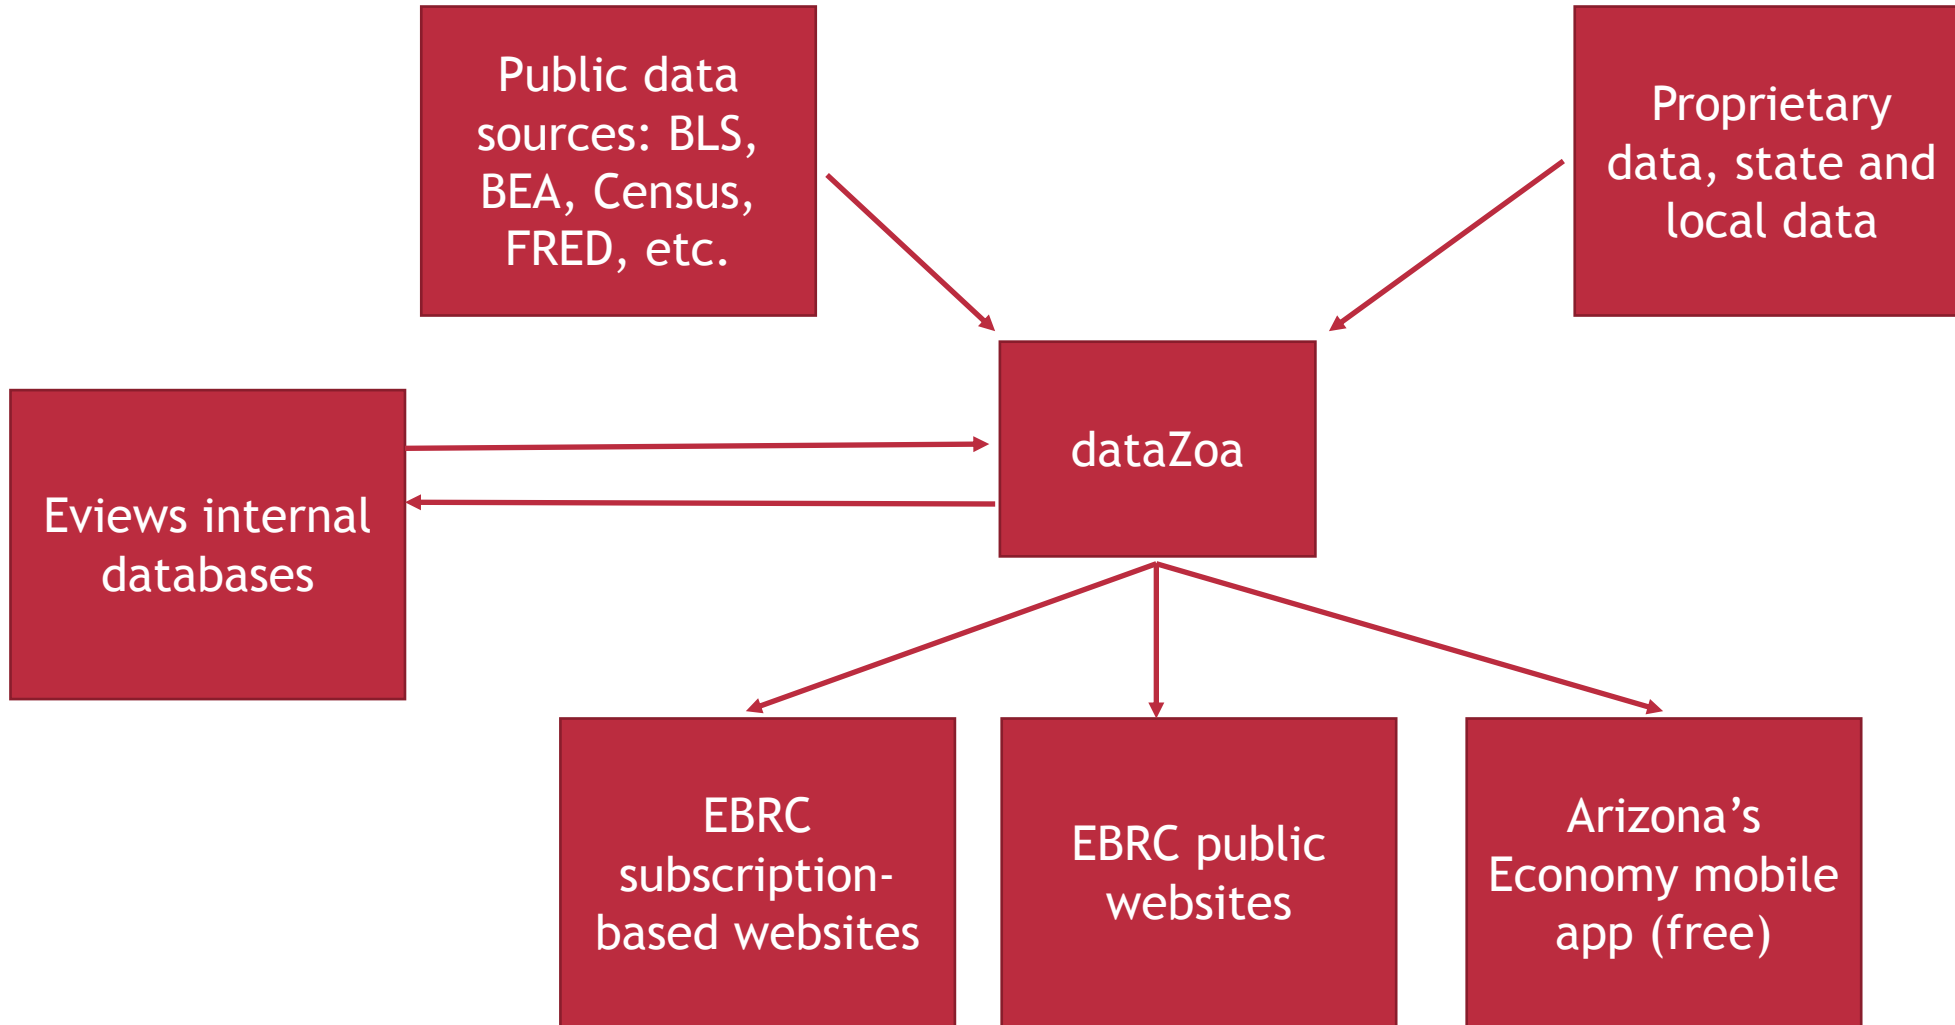 Public data
sources: BLS,
BEA, Census,
FRED, etc.
Proprietary
data, state and
local data
dataZoa
Eviews internal
databases
EBRC
subscription-
based websites
EBRC public
websites
Arizona’s
Economy mobile
app (free)